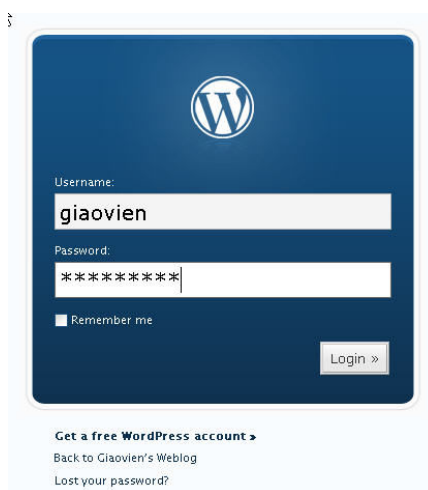 Username:
giaovien
Password:
*********
Remember me
Login »
Get a free WordPress account »
Back to Giaovien's Weblog
Lost your password?